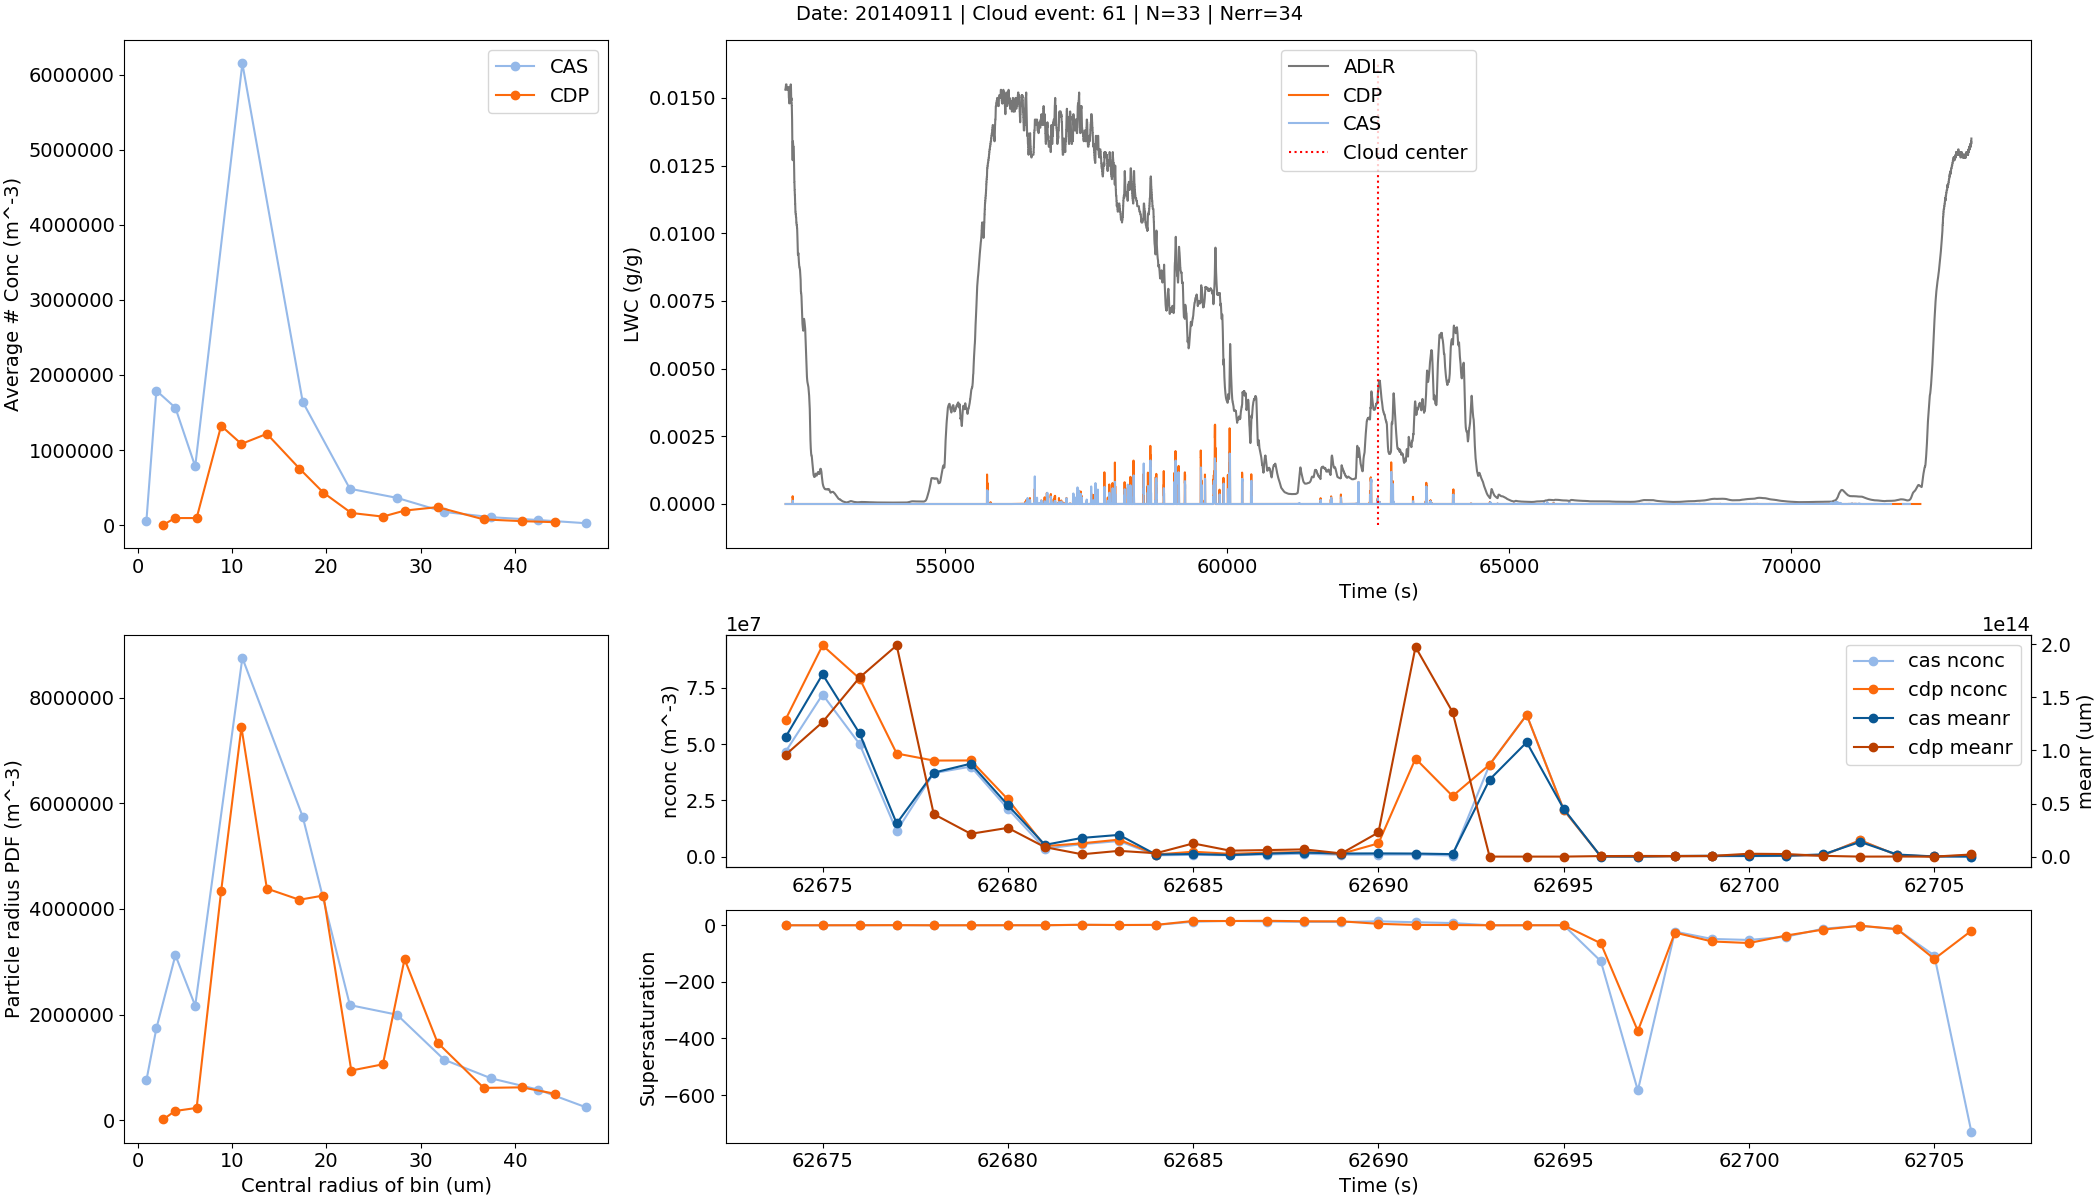 Date: 20140911 | Cloud event: 61 | N=33 | Nerr=34
Average # Conc (m^-3)
6000000
5000000
4000000
3000000
2000000
1000000
0
0 10 20 30 40
CAS
CDP
LWC (g/g)
0.0150
0.0125
0.0100
0.0075
0.0050
0.0025
0.0000
55000 60000 65000 70000
Time (s)
ADLR
CDP
CAS
Cloud center
Particle radius PDF (m^-3)
8000000
6000000
4000000
2000000
0
0 10 20 30 40
Central radius of bin (um)
1e7
1e14
nconc (m^-3)
7.5
5.0
2.5
0.0
2.0
1.5
1.0
0.5
0.0
meanr (um)
cas nconc
cdp nconc
cas meanr
cdp meanr
62675 62680 62685 62690 62695 62700 62705
Supersaturation
0
−200
−400
−600
62675 62680 62685 62690 62695 62700 62705
Time (s)